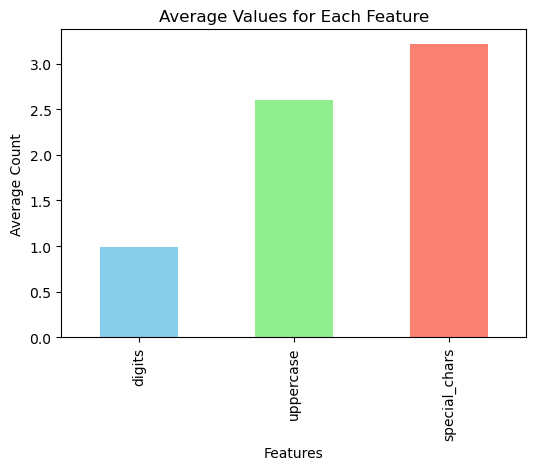 Average Values for Each Feature
Average Count
3.0
2.5
2.0
1.5
1.0
0.5
0.0
digits
uppercase
special_chars
Features